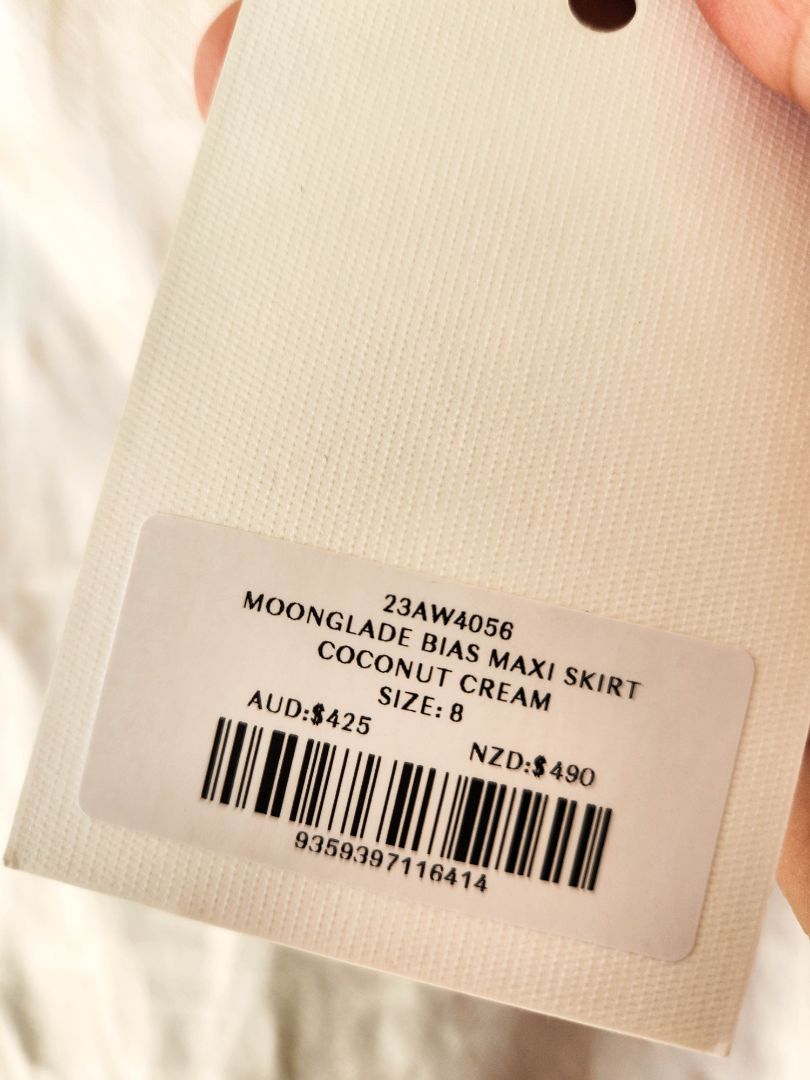 23AW4056
MOONGLADE BIAS MAXI SKIRT
COCONUT CREAM
SIZE: 8
AUD:$425
NZD:$490
9359397116414